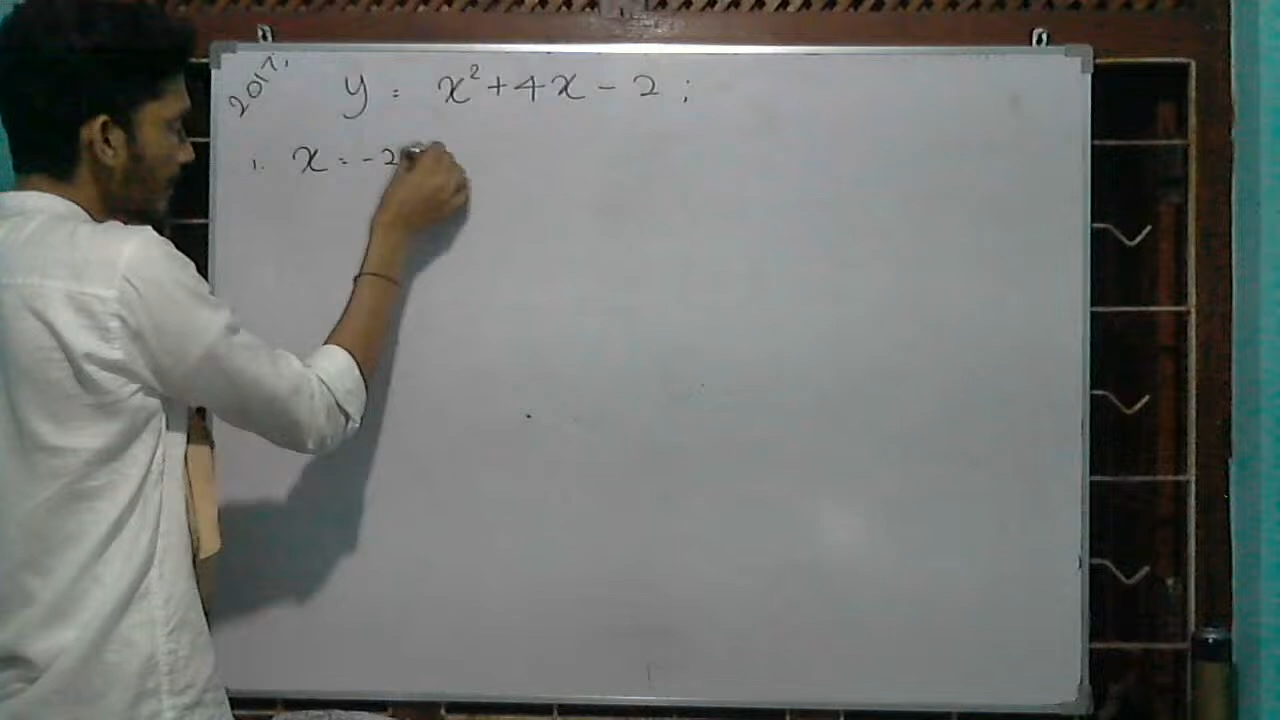 2017, y = x² + 4x - 2 ;
1. x = -2